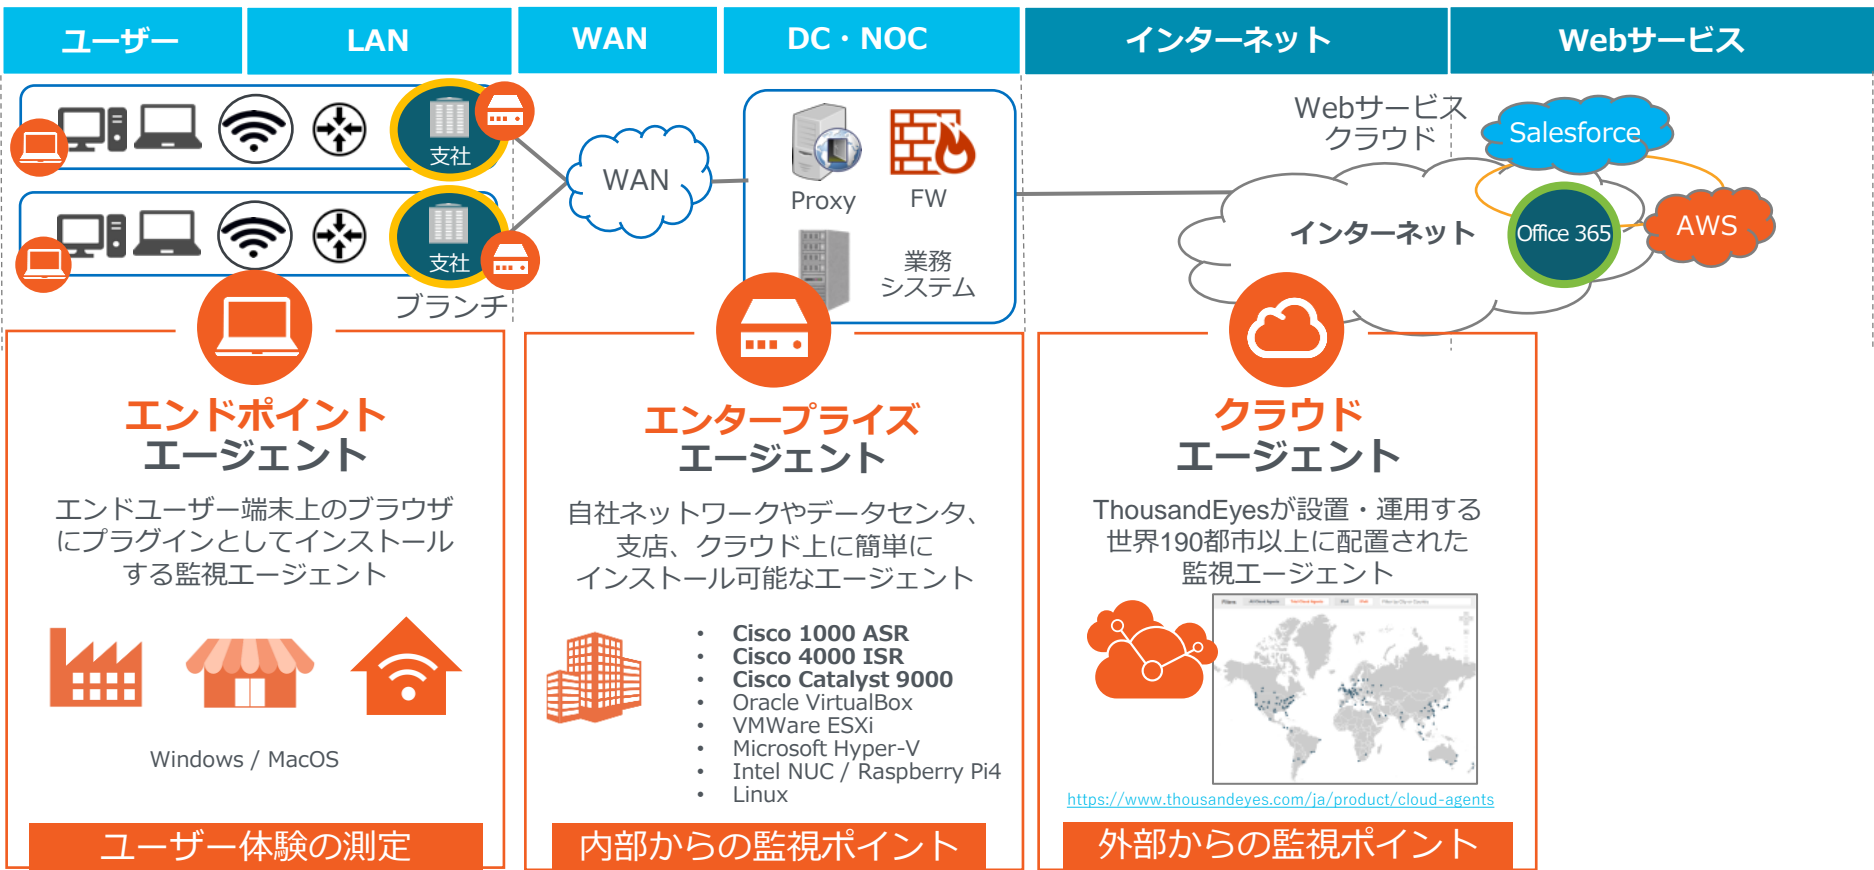 ユーザー
LAN
WAN
DC・NOC
インターネット
Webサービス
支社
支社
ブランチ
WAN
Proxy
FW
業務
システム
Webサービス
クラウド
Salesforce
インターネット
Office 365
AWS
エンドポイント
エージェント
エンドユーザー端末上のブラウザ
にプラグインとしてインストール
する監視エージェント
Windows / MacOS
ユーザー体験の測定
エンタープライズ
エージェント
自社ネットワークやデータセンタ、
支店、クラウド上に簡単に
インストール可能なエージェント
• Cisco 1000 ASR
• Cisco 4000 ISR
• Cisco Catalyst 9000
• Oracle VirtualBox
• VMWare ESXi
• Microsoft Hyper-V
• Intel NUC / Raspberry Pi4
• Linux
内部からの監視ポイント
クラウド
エージェント
ThousandEyesが設置・運用する
世界190都市以上に配置された
監視エージェント
https://www.thousandeyes.com/ja/product/cloud-agents
外部からの監視ポイント